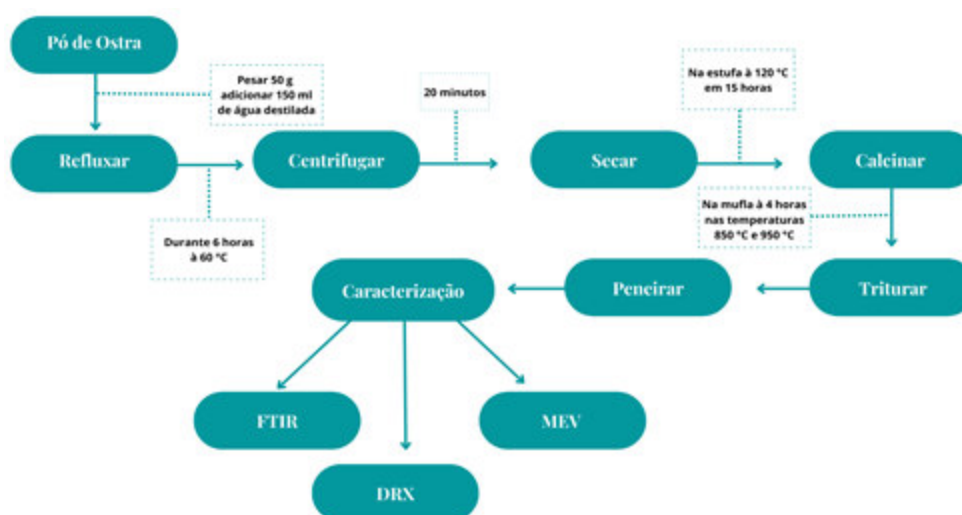 Pó de Ostra
Pesar 50 g
adicionar 150 ml
de água destilada
Refluxar
Durante 6 horas
à 60 °C
Centrifugar
20 minutos
Secar
Na estufa à 120 °C
em 15 horas
Calcinar
Na mufla à 4 horas
nas temperaturas
850 °C e 950 °C
Triturar
Peneirar
Caracterização
FTIR
DRX
MEV